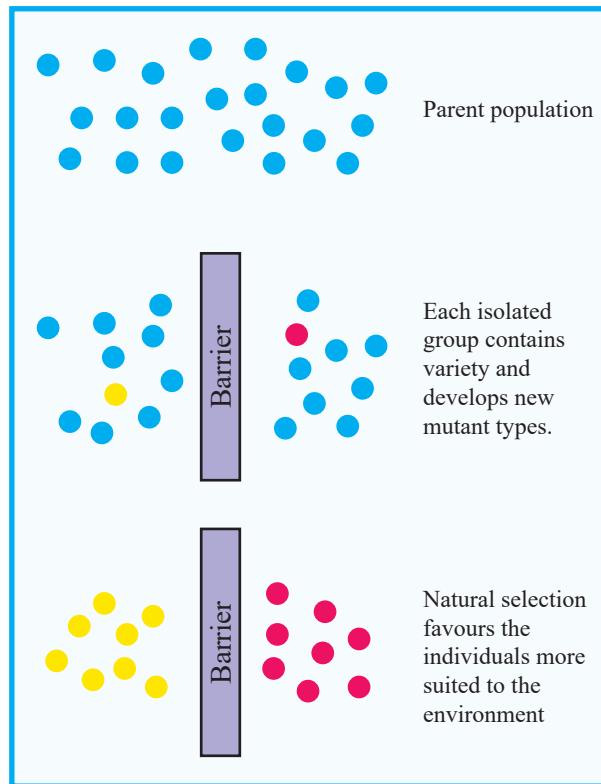 Parent population
Barrier
Each isolated
group contains
variety and
develops new
mutant types.
Barrier
Natural selection
favours the
individuals more
suited to the
environment